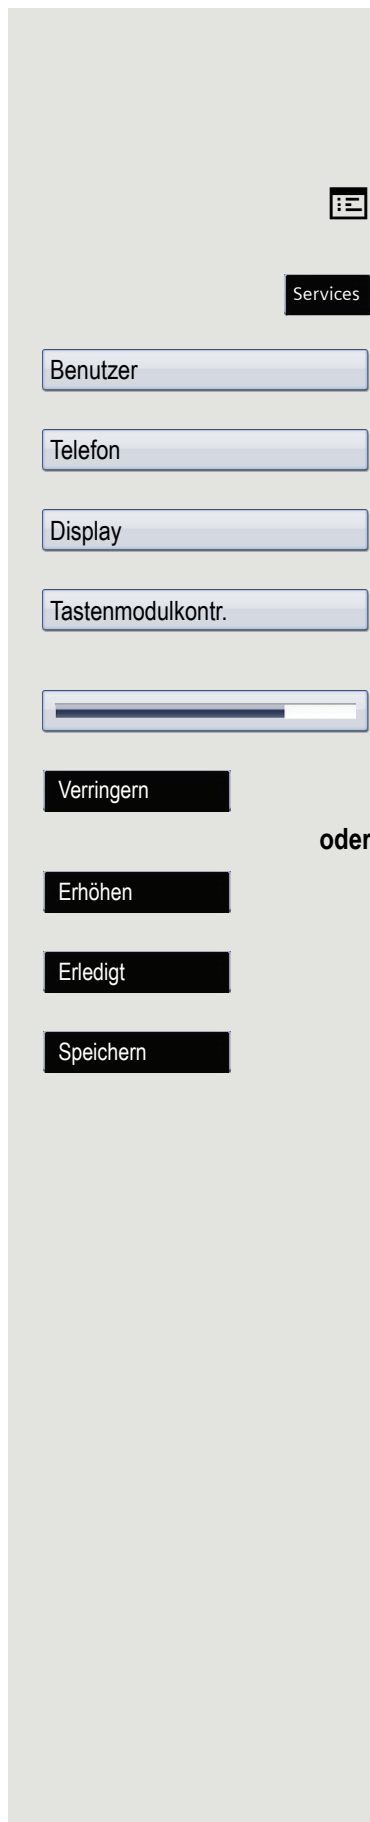 Services
Benutzer
Telefon
Display
Tastenmodulkontr.
Verringern
oder
Erhöhen
Erledigt
Speichern